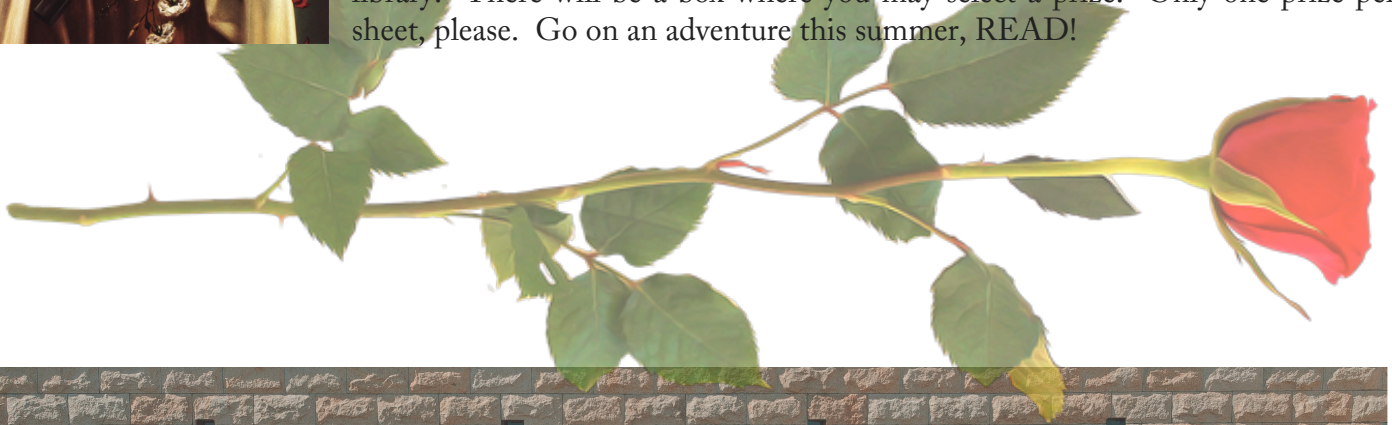 library. There will be a box where you may select a prize. Only one prize per
sheet, please. Go on an adventure this summer, READ!